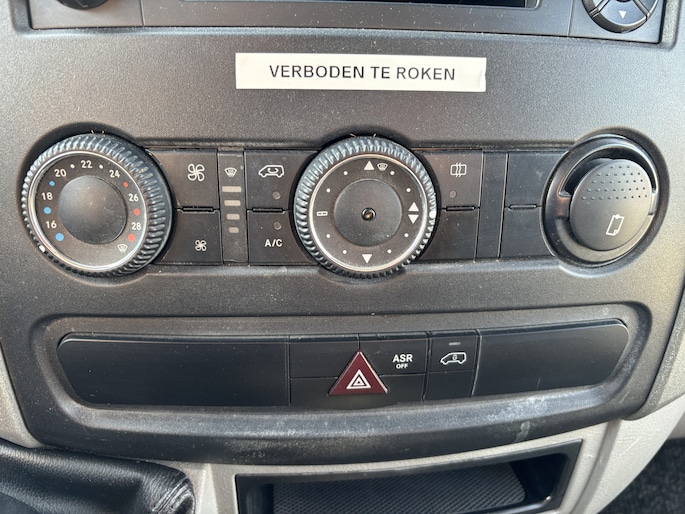 VERBODEN TE ROKEN
20 22 24
18 26
16 28
A/C
ASR
OFF